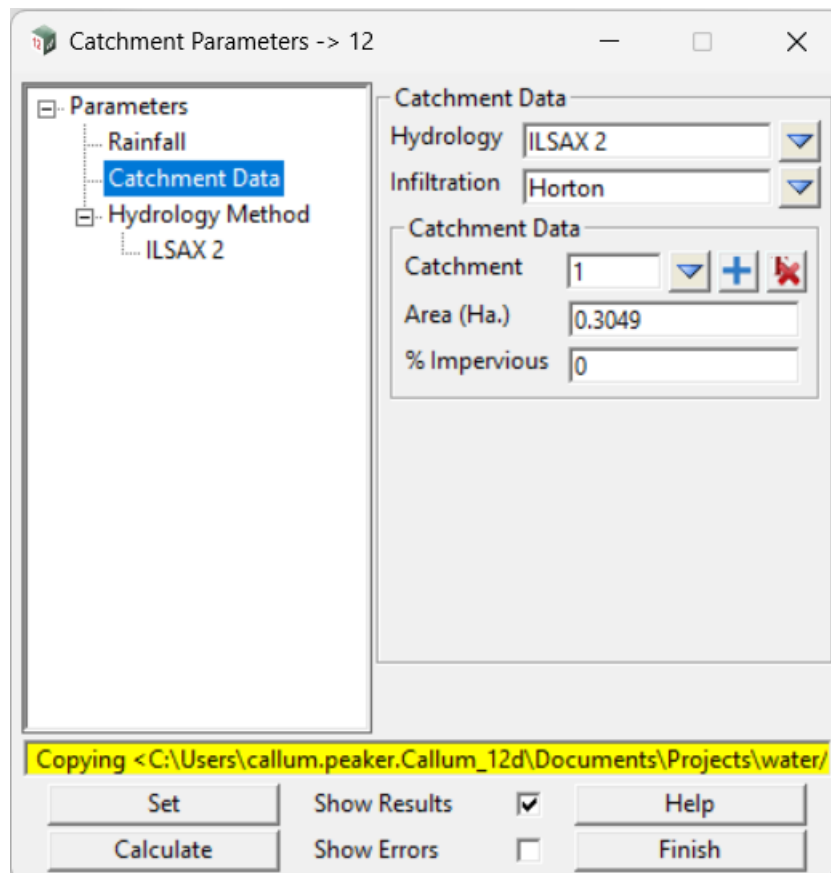 Catchment Parameters -> 12
Parameters
Rainfall
Catchment Data
Hydrology Method
ILSAX 2
Catchment Data
Hydrology ILSAX 2
Infiltration Horton
Catchment Data
Catchment 1
Area (Ha.) 0.3049
% Impervious 0
Copying <C:\Users\callum.peaker.Callum_12d\Documents\Projects\water/
Set Show Results Help
Calculate Show Errors Finish